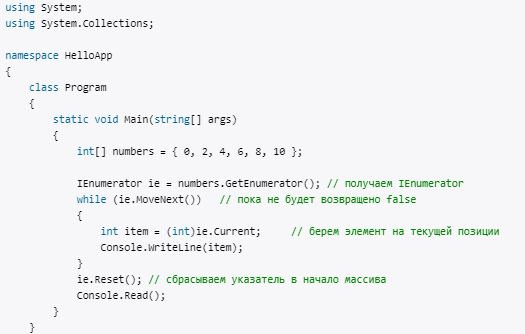 using System;
using System.Collections;

namespace HelloApp
{
    class Program
    {
        static void Main(string[] args)
        {
            int[] numbers = { 0, 2, 4, 6, 8, 10 };

            IEnumerator ie = numbers.GetEnumerator(); // получаем IEnumerator
            while (ie.MoveNext())   // пока не будет возвращено false
            {
                int item = (int)ie.Current;     // берем элемент на текущей позиции
                Console.WriteLine(item);
            }
            ie.Reset(); // сбрасываем указатель в начало массива
            Console.Read();
        }
    }